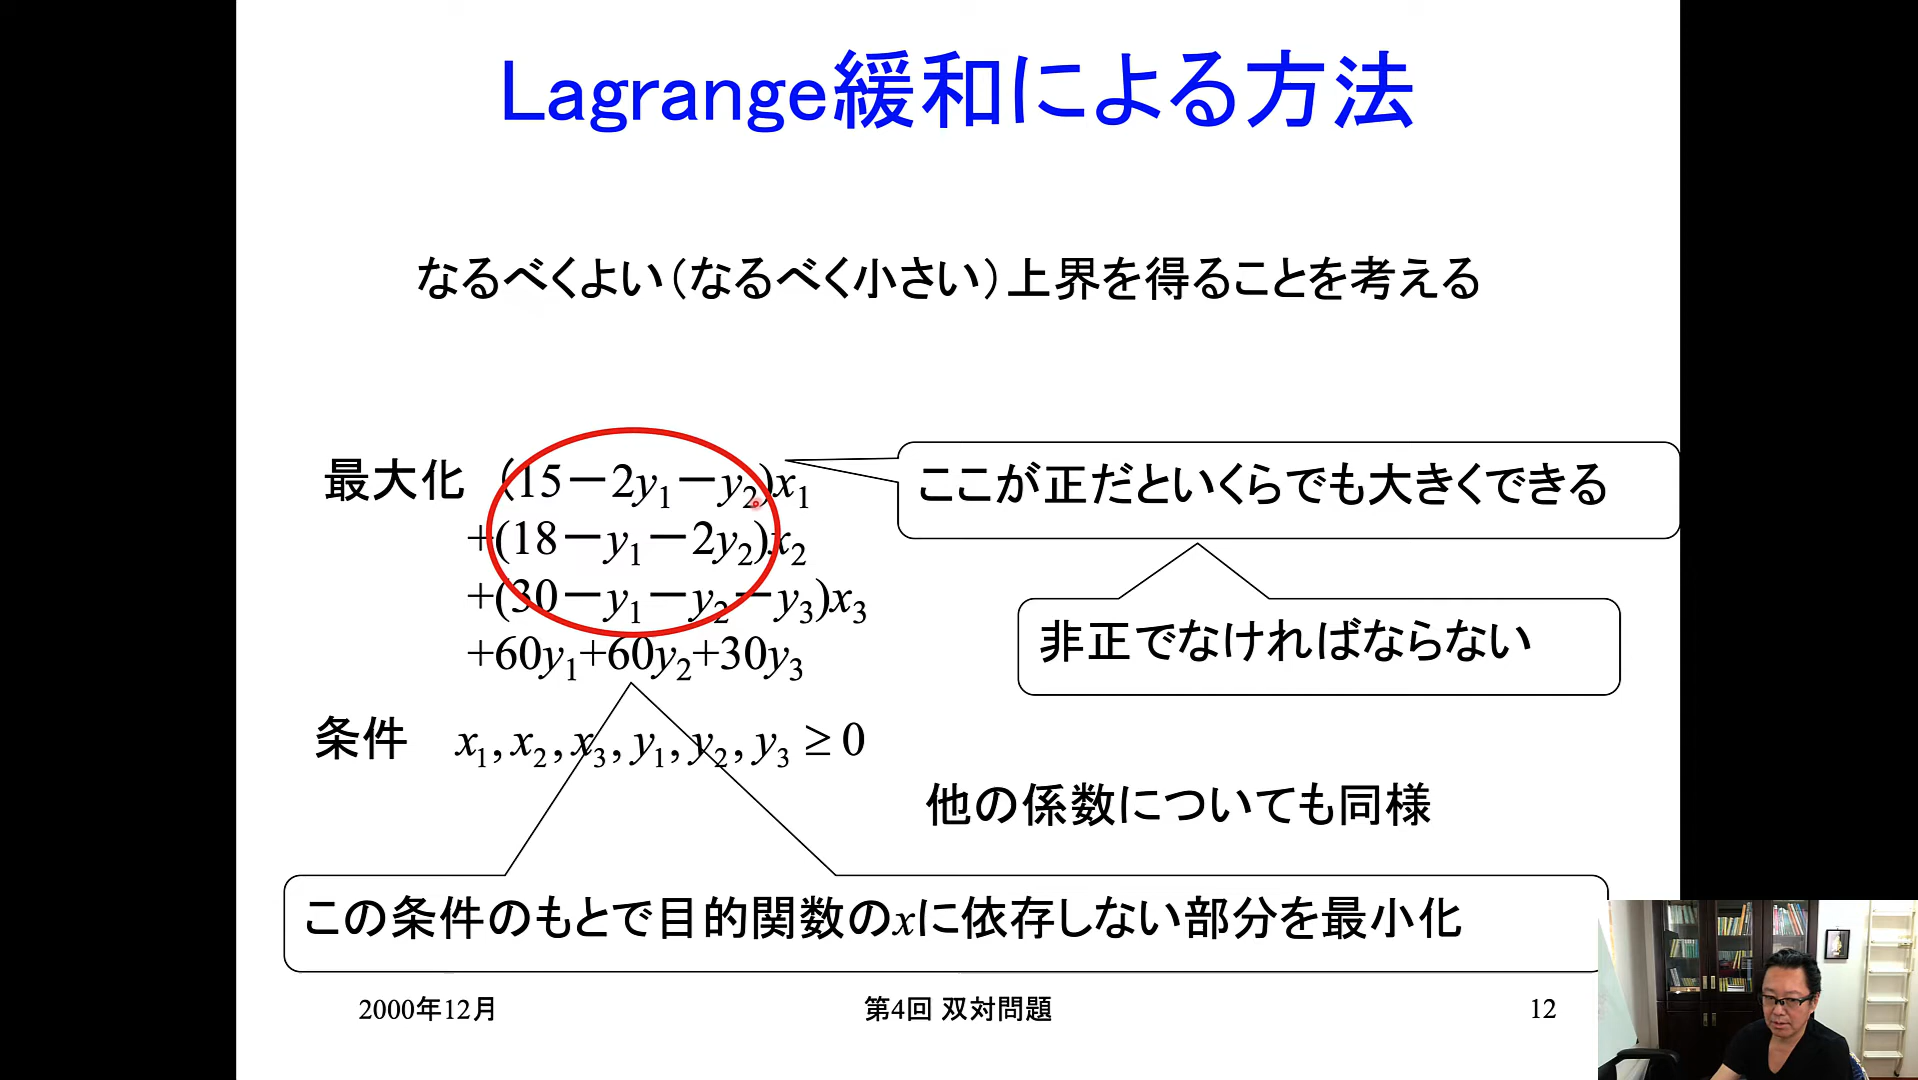 Lagrange緩和による方法
なるべくよい（なるべく小さい）上界を得ることを考える
最大化 (15－2y₁－y₂)x₁
+(18－y₁－2y₂)x₂
+(30－y₁－y₂－y₃)x₃
+60y₁+60y₂+30y₃
ここが正だといくらでも大きくできる
非正でなければならない
条件 x₁, x₂, x₃, y₁, y₂, y₃ ≥ 0
他の係数についても同様
この条件のもとで目的関数のxに依存しない部分を最小化
2000年12月
第4回 双対問題
12